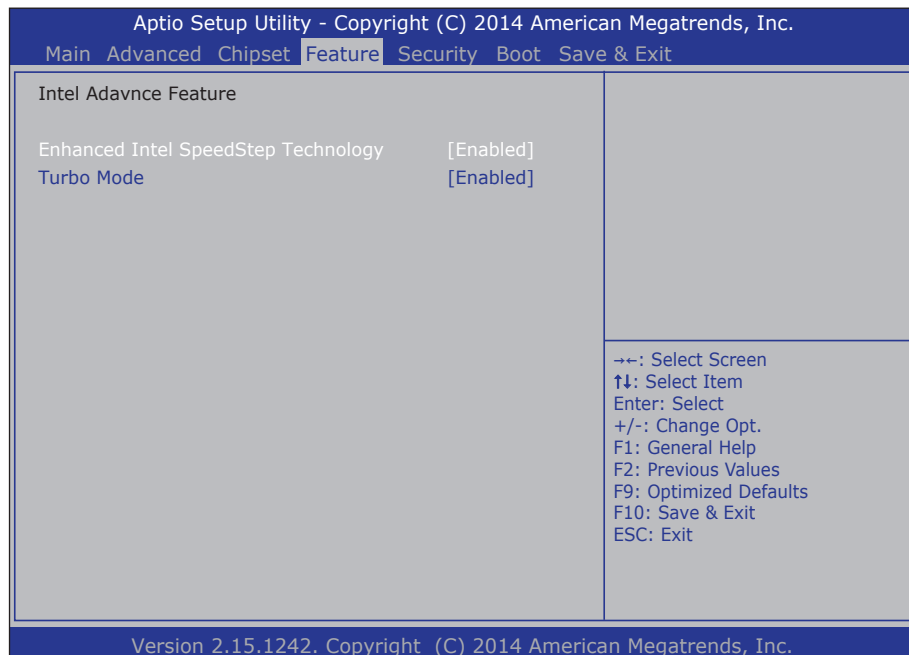 Aptio Setup Utility - Copyright (C) 2014 American Megatrends, Inc.
Main Advanced Chipset Feature Security Boot Save & Exit
Intel Adavnce Feature
Enhanced Intel SpeedStep Technology [Enabled]
Turbo Mode [Enabled]
→←: Select Screen
↑↓: Select Item
Enter: Select
+/-: Change Opt.
F1: General Help
F2: Previous Values
F9: Optimized Defaults
F10: Save & Exit
ESC: Exit
Version 2.15.1242. Copyright (C) 2014 American Megatrends, Inc.